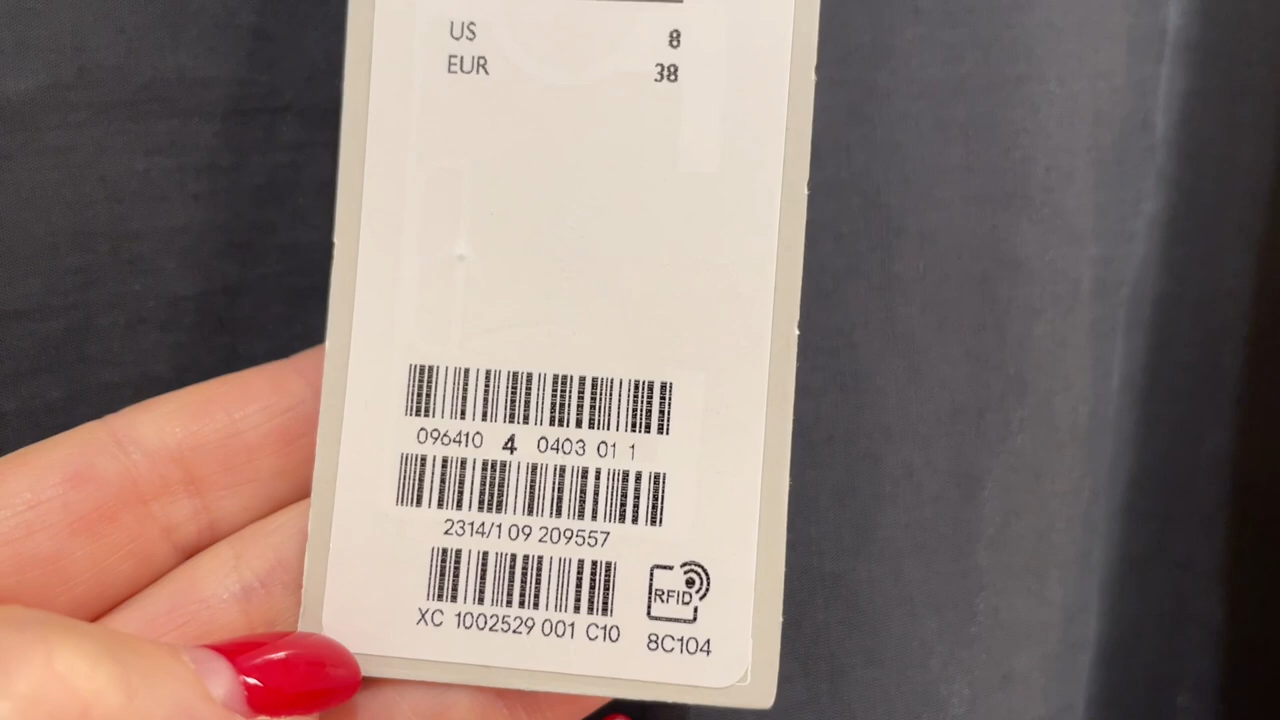 US 8
EUR 38
096410 4 0403 01 1
2314/1 09 209557
RFID
XC 1002529 001 C10
8C104